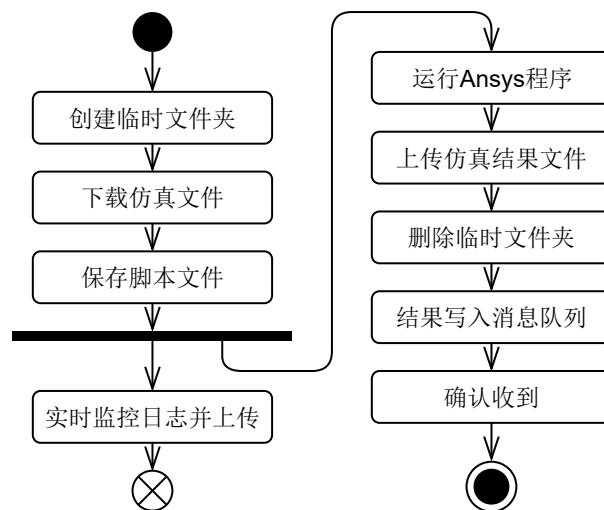 创建临时文件夹
下载仿真文件
保存脚本文件
实时监控日志并上传
运行Ansys程序
上传仿真结果文件
删除临时文件夹
结果写入消息队列
确认收到